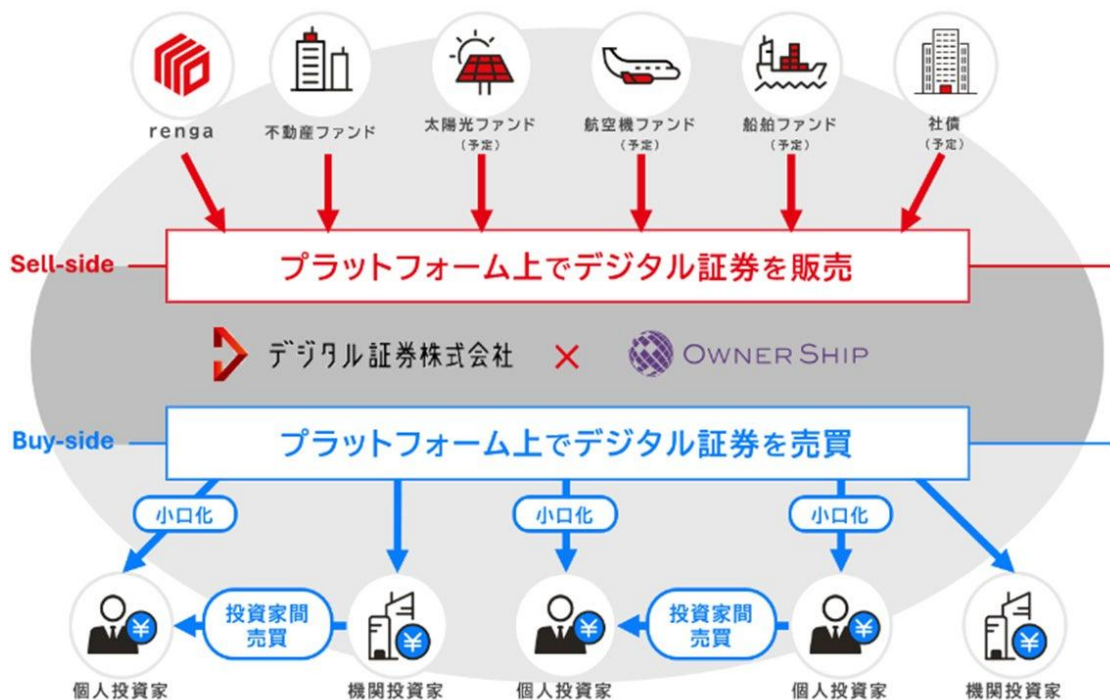 renga
不動産ファンド
太陽光ファンド
(予定)
航空機ファンド
(予定)
船舶ファンド
(予定)
社債
(予定)
Sell-side
プラットフォーム上でデジタル証券を販売
デジタル証券株式会社
×
OWNERSHIP
Buy-side
プラットフォーム上でデジタル証券を売買
小口化
小口化
小口化
¥
投資家間
売買
¥
¥
投資家間
売買
¥
¥
個人投資家
機関投資家
個人投資家
個人投資家
機関投資家